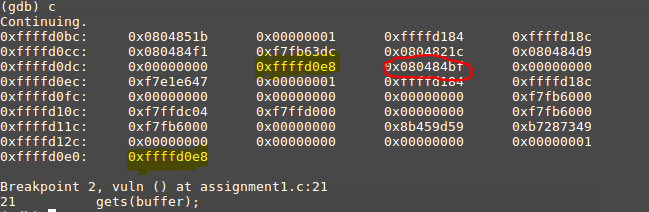 (gdb) c
Continuing.
0xffffd0bc: 0x0804851b 0x00000001 0xffffd184 0xffffd18c
0xffffd0cc: 0x080484f1 0xf7fb63dc 0x0804821c 0x080484d9
0xffffd0dc: 0x00000000 0xffffd0e8 0x080484bf 0x00000000
0xffffd0ec: 0xf7e1e647 0x00000001 0xffffd184 0xffffd18c
0xffffd0fc: 0x00000000 0x00000000 0x00000000 0xf7fb6000
0xffffd10c: 0xf7ffdc04 0xf7ffd000 0x00000000 0xf7fb6000
0xffffd11c: 0xf7fb6000 0x00000000 0x8b459d59 0xb7287349
0xffffd12c: 0x00000000 0x00000000 0x00000000 0x00000001
0xffffd0e0: 0xffffd0e8
Breakpoint 2, vuln () at assignment1.c:21
21 gets(buffer);